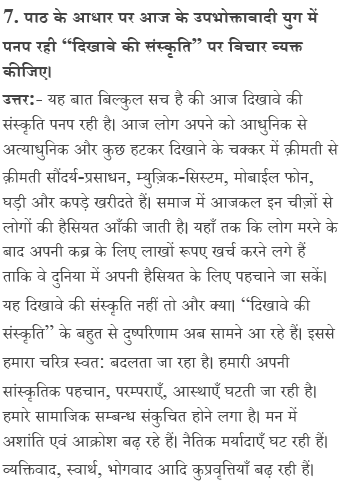 7. पाठ के आधार पर आज के उपभोक्तावादी युग में
पनप रही “दिखावे की संस्कृति” पर विचार व्यक्त
कीजिए।
उत्तर:- यह बात बिल्कुल सच है की आज दिखावे की
संस्कृति पनप रही है। आज लोग अपने को आधुनिक से
अत्याधुनिक और कुछ हटकर दिखाने के चक्कर में क़ीमती से
क़ीमती सौंदर्य-प्रसाधन, म्युज़िक-सिस्टम, मोबाईल फोन,
घड़ी और कपड़े खरीदते हैं। समाज में आजकल इन चीज़ों से
लोगों की हैसियत आँकी जाती है। यहाँ तक कि लोग मरने के
बाद अपनी कब्र के लिए लाखों रूपए खर्च करने लगे हैं
ताकि वे दुनिया में अपनी हैसियत के लिए पहचाने जा सकें।
यह दिखावे की संस्कृति नहीं तो और क्या। “दिखावे की
संस्कृति” के बहुत से दुष्परिणाम अब सामने आ रहे हैं। इससे
हमारा चरित्र स्वत: बदलता जा रहा है। हमारी अपनी
सांस्कृतिक पहचान, परम्पराएँ, आस्थाएँ घटती जा रही है।
हमारे सामाजिक सम्बन्ध संकुचित होने लगा है। मन में
अशांति एवं आक्रोश बढ़ रहे हैं। नैतिक मर्यादाएँ घट रही हैं।
व्यक्तिवाद, स्वार्थ, भोगवाद आदि कुप्रवृत्तियाँ बढ़ रही हैं।